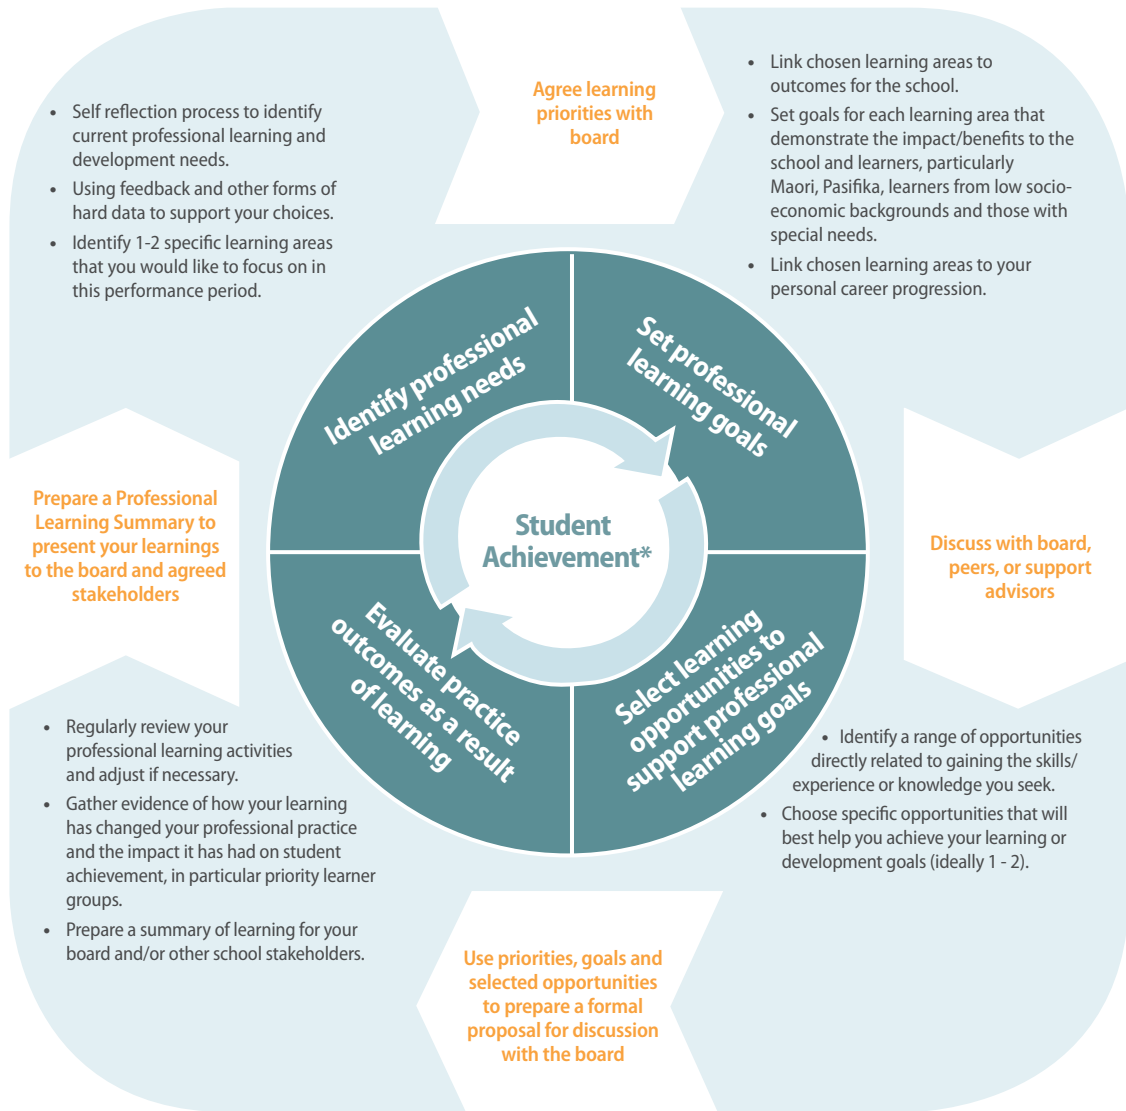 Agree learning
priorities with
board
• Self reflection process to identify
current professional learning and
development needs.
• Using feedback and other forms of
hard data to support your choices.
• Identify 1-2 specific learning areas
that you would like to focus on in
this performance period.
• Link chosen learning areas to
outcomes for the school.
• Set goals for each learning area that
demonstrate the impact/benefits to the
school and learners, particularly
Maori, Pasifika, learners from low socio-
economic backgrounds and those with
special needs.
• Link chosen learning areas to your
personal career progression.
Identify professional
learning needs
Set professional
learning goals
Prepare a Professional
Learning Summary to
present your learnings
to the board and agreed
stakeholders
Student
Achievement*
Discuss with board,
peers, or support
advisors
Evaluate practice
outcomes as a result
of learning
Select learning
opportunities to
support professional
learning goals
• Regularly review your
professional learning activities
and adjust if necessary.
• Gather evidence of how your learning
has changed your professional practice
and the impact it has had on student
achievement, in particular priority learner
groups.
• Prepare a summary of learning for your
board and/or other school stakeholders.
• Identify a range of opportunities
directly related to gaining the skills/
experience or knowledge you seek.
• Choose specific opportunities that will
best help you achieve your learning or
development goals (ideally 1 - 2).
Use priorities, goals and
selected opportunities
to prepare a formal
proposal for discussion
with the board